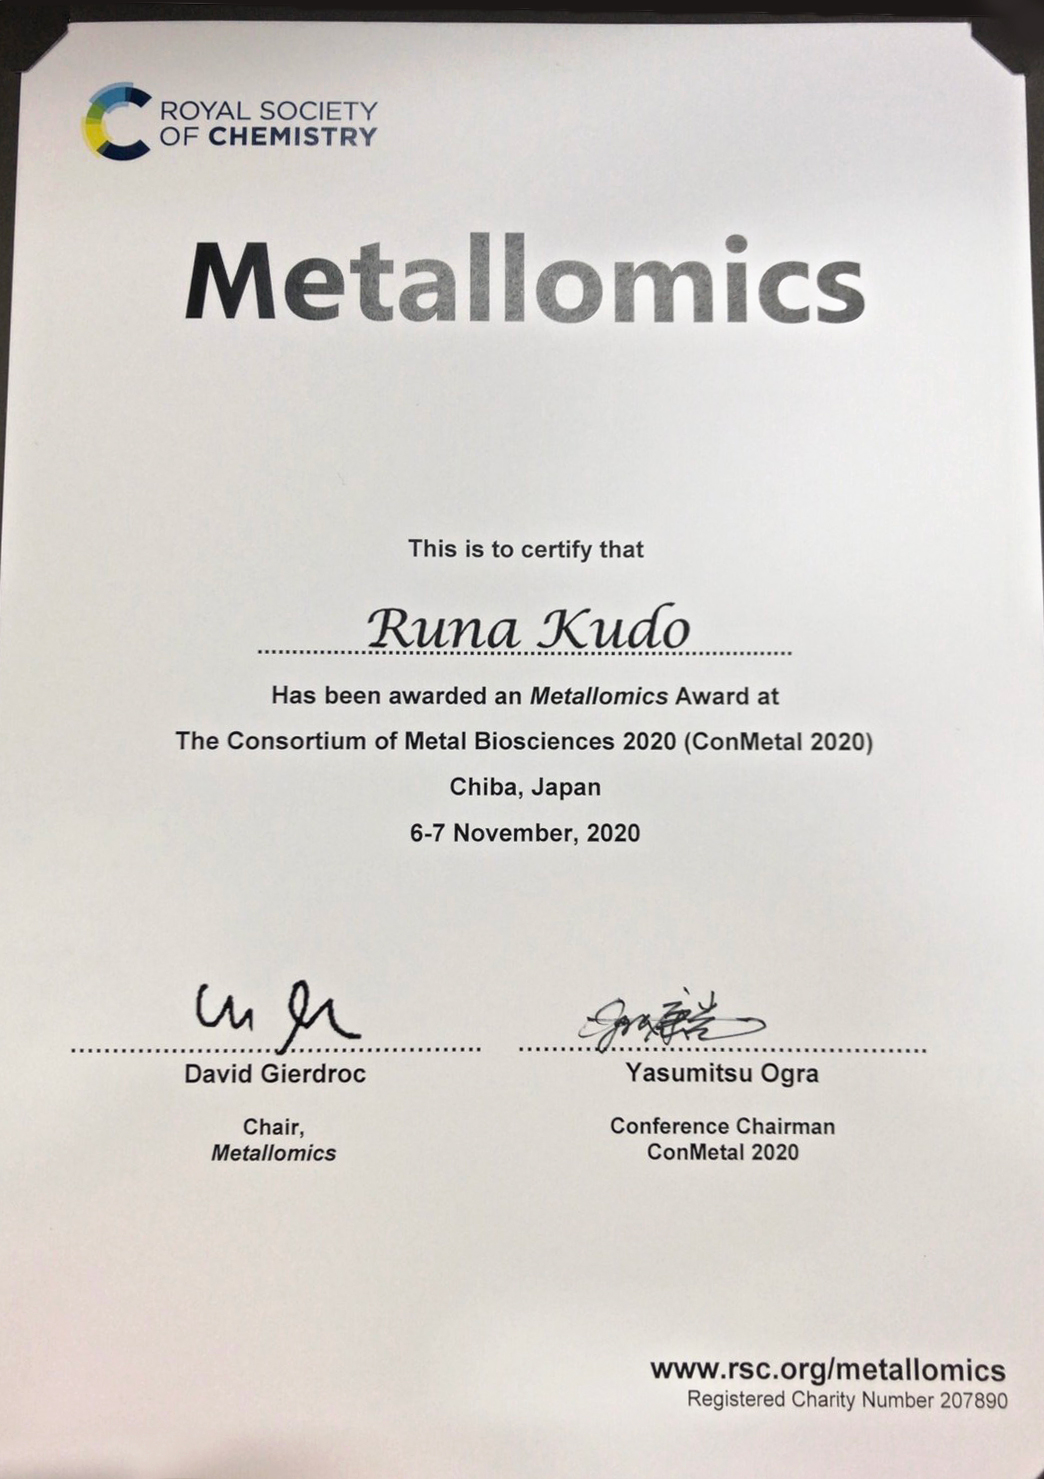 ROYAL SOCIETY
OF CHEMISTRY
Metallomics
This is to certify that
Runa Kudo
Has been awarded an Metallomics Award at
The Consortium of Metal Biosciences 2020 (ConMetal 2020)
Chiba, Japan
6-7 November, 2020
David Gierdroc
Chair,
Metallomics
Yasumitsu Ogra
Conference Chairman
ConMetal 2020
www.rsc.org/metallomics
Registered Charity Number 207890